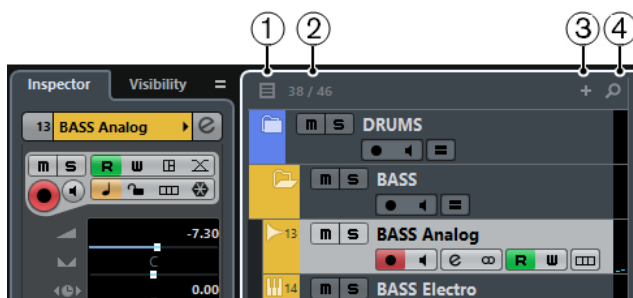 1 2 3 4
Inspector Visibility
38 / 46
m s DRUMS
13 BASS Analog e
m s R W
m s BASS
-7.30
13 m s BASS Analog
C
e R W
0.00
14 m s BASS Electro